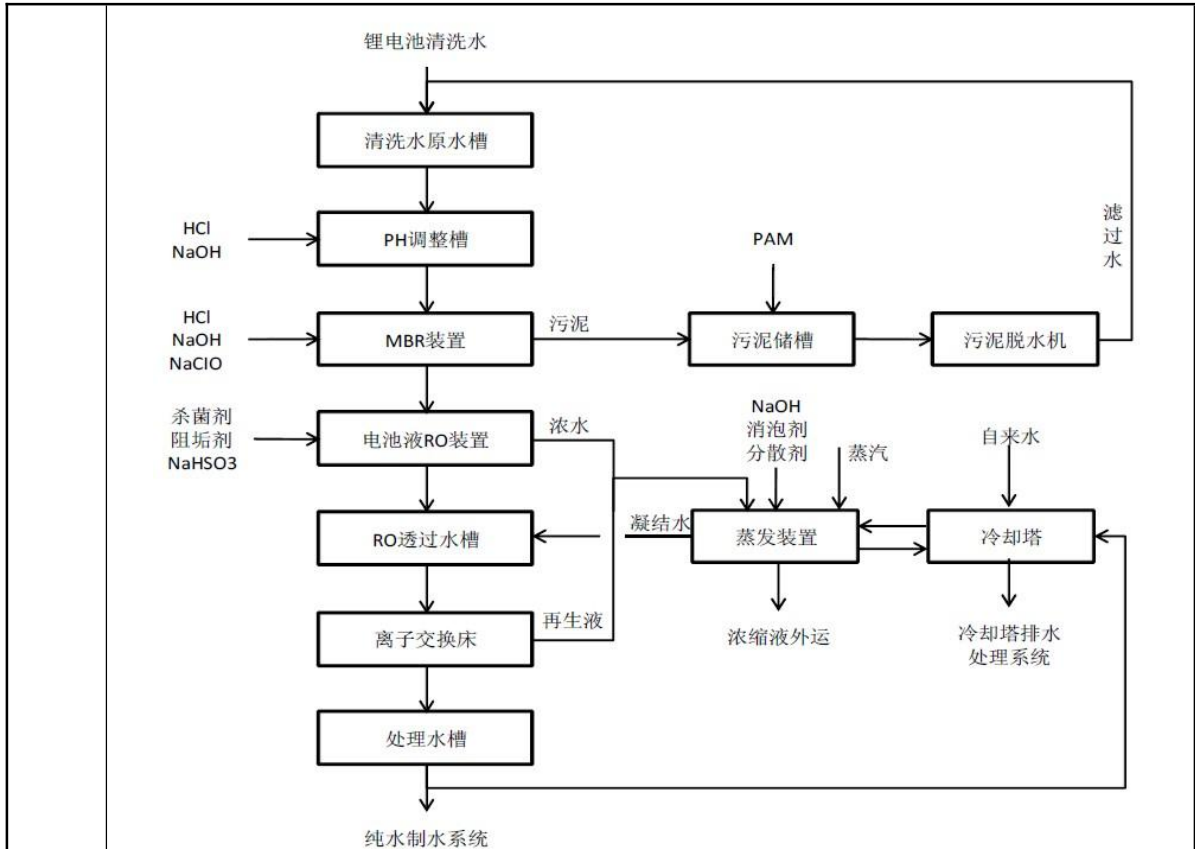 锂电池清洗水
清洗水原水槽
HCl
NaOH
PH调整槽
PAM
滤
过
水
HCl
NaOH
NaClO
MBR装置
污泥
污泥储槽
污泥脱水机
杀菌剂
阻垢剂
NaHSO3
电池液RO装置
浓水
NaOH
消泡剂
分散剂
蒸汽
自来水
RO透过水槽
凝结水
蒸发装置
冷却塔
离子交换床
再生液
浓缩液外运
冷却塔排水
处理系统
处理水槽
纯水制水系统